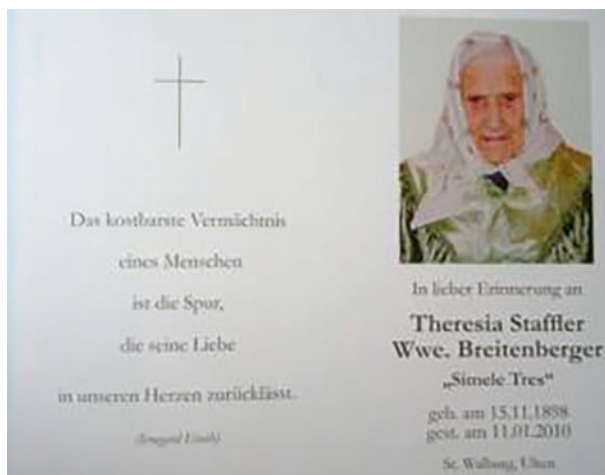 Das kostbarste Vermächtnis
eines Menschen
ist die Spur,
die seine Liebe
in unseren Herzen zurücklässt.
(Irmgard Erath)
In lieber Erinnerung an
Theresia Staffler
Wwe. Breitenberger
„Simele Tres“
geb. am 15.11.1898
gest. am 11.01.2010
St. Walburg, Ulten